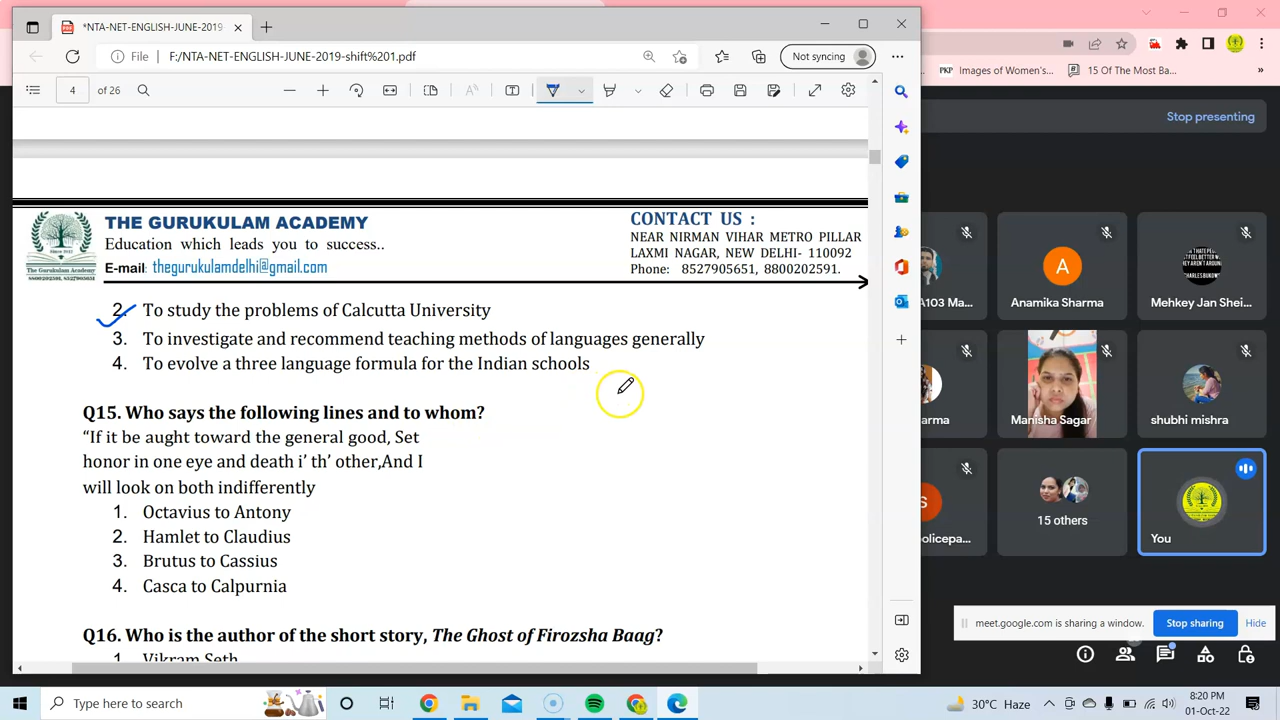 *NTA-NET-ENGLISH-JUNE-2019-
File
F:/NTA-NET-ENGLISH-JUNE-2019-shift%201.pdf
Not syncing
4 of 26
THE GURUKULAM ACADEMY
Education which leads you to success..
E-mail: thegurukulamdelhi@gmail.com
CONTACT US :
NEAR NIRMAN VIHAR METRO PILLAR
LAXMI NAGAR, NEW DELHI- 110092
Phone: 8527905651, 8800202591.
2. To study the problems of Calcutta University
3. To investigate and recommend teaching methods of languages generally
4. To evolve a three language formula for the Indian schools
Q15. Who says the following lines and to whom?
“If it be aught toward the general good, Set
honor in one eye and death i’ th’ other,And I
will look on both indifferently
1. Octavius to Antony
2. Hamlet to Claudius
3. Brutus to Cassius
4. Casca to Calpurnia
Q16. Who is the author of the short story, The Ghost of Firozsha Baag?
1. Vikram Seth
PKP Images of Women's...
15 Of The Most Ba...
Stop presenting
A103 Ma...
A
Anamika Sharma
Mehkey Jan Shei...
arma
Manisha Sagar
shubhi mishra
olicepa...
15 others
You
meet.google.com is sharing a window.
Stop sharing
Hide
Type here to search
30°C Haze
8:20 PM
01-Oct-22